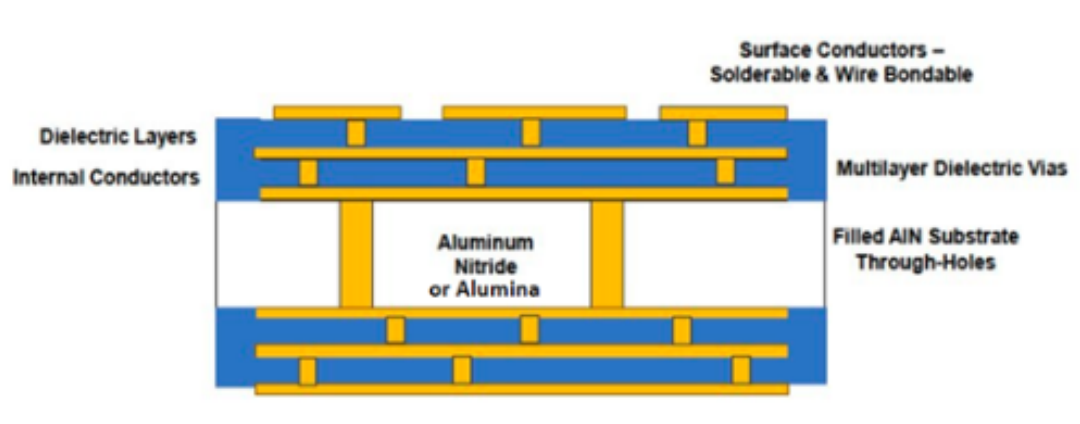 Surface Conductors –
Solderable & Wire Bondable
Dielectric Layers
Internal Conductors
Multilayer Dielectric Vias
Filled AlN Substrate
Through-Holes
Aluminum
Nitride
or Alumina